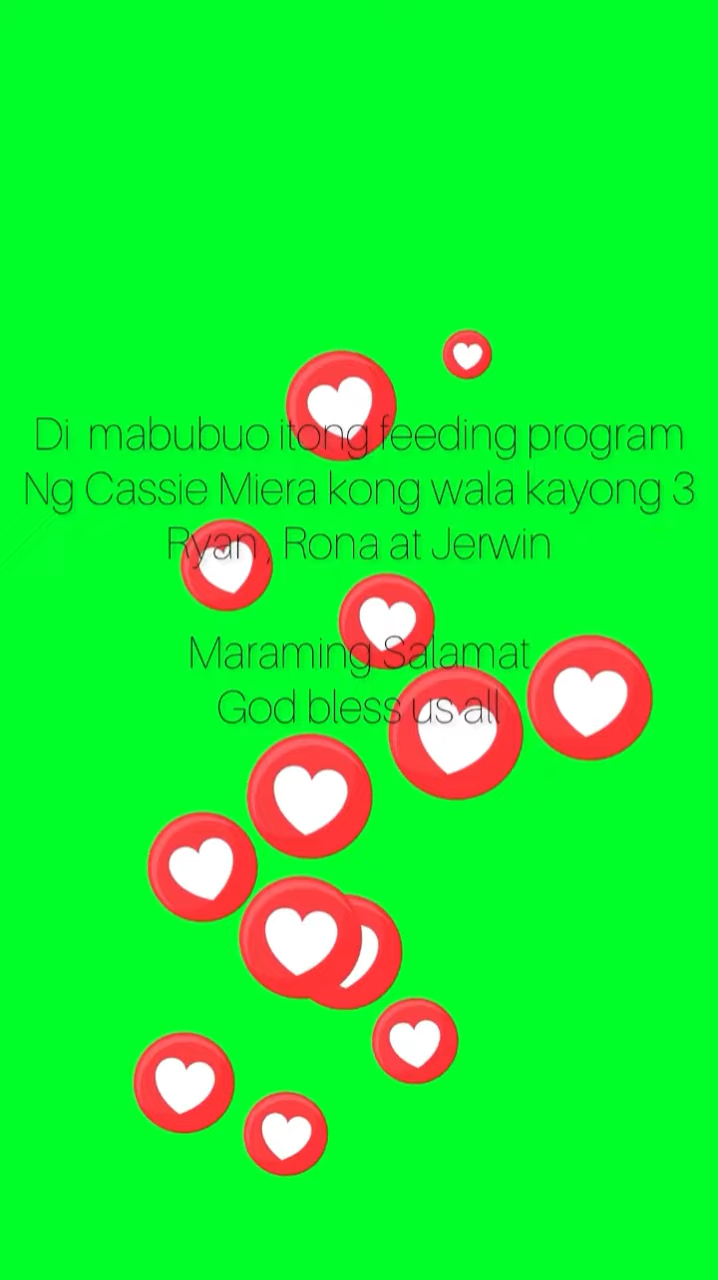 Di mabubuo itong feeding program
Ng Cassie Miera kong wala kayong 3
Ryan , Rona at Jerwin
Maraming Salamat
God bless us all